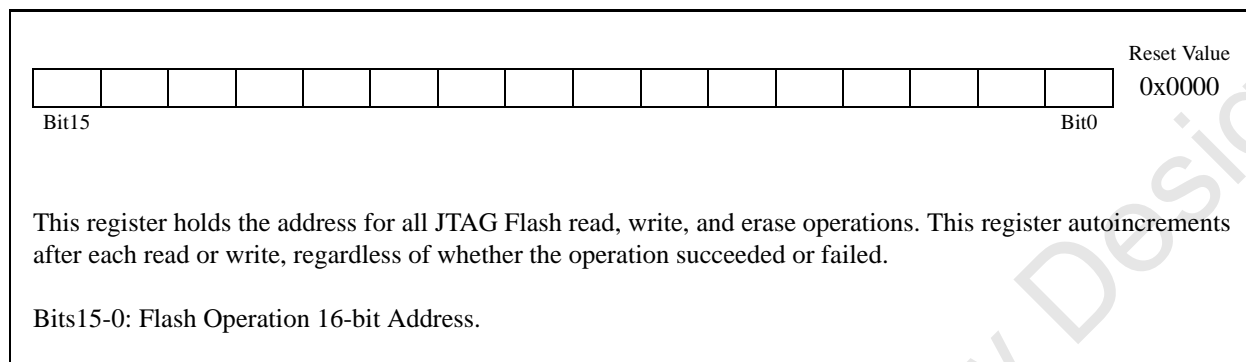 Reset Value
0x0000
Bit15 Bit0
This register holds the address for all JTAG Flash read, write, and erase operations. This register autoincrements
after each read or write, regardless of whether the operation succeeded or failed.
Bits15-0: Flash Operation 16-bit Address.